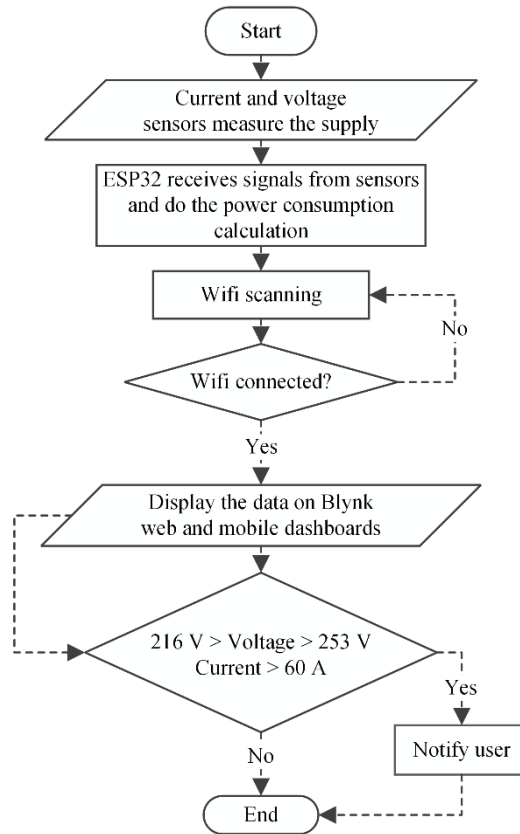 Start
Current and voltage
sensors measure the supply
ESP32 receives signals from sensors
and do the power consumption
calculation
Wifi scanning
No
Wifi connected?
Yes
Display the data on Blynk
web and mobile dashboards
216 V > Voltage > 253 V
Current > 60 A
Yes
Notify user
No
End